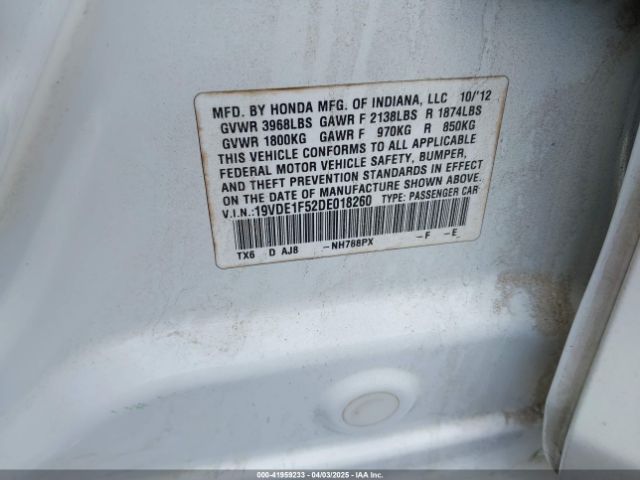 MFD. BY HONDA MFG. OF INDIANA, LLC 10/'12
GVWR 3968LBS GAWR F 2138LBS R 1874LBS
GVWR 1800KG GAWR F 970KG R 850KG
THIS VEHICLE CONFORMS TO ALL APPLICABLE
FEDERAL MOTOR VEHICLE SAFETY, BUMPER,
AND THEFT PREVENTION STANDARDS IN EFFECT
ON THE DATE OF MANUFACTURE SHOWN ABOVE.
V.I.N.:19VDE1F52DE018260 TYPE: PASSENGER CAR
TX6 D AJ8 -NH788PX -F -E
000-41959233 - 04/03/2025 - IAAI Inc.